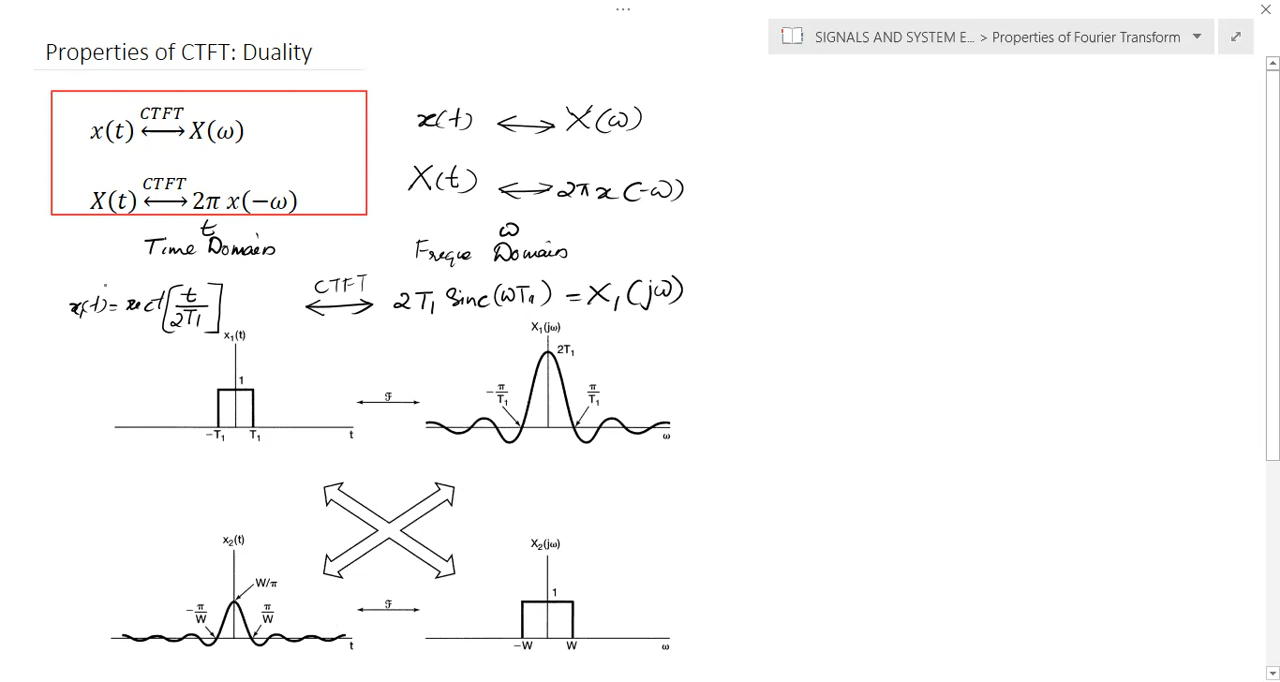 ...
SIGNALS AND SYSTEM E... > Properties of Fourier Transform
Properties of CTFT: Duality
x(t) CTFT ⟷ X(ω)
x(t) ⟷ X(ω)
X(t) CTFT ⟷ 2π x(−ω)
X(t) ⟷ 2π x(-ω)
t
Time Domain
ω
Freque Domain
x(t) = rect[t/2T₁] CTFT ⟷ 2T₁ Sinc(ωT₁) = X₁(jω)
x₁(t)
1
−T₁ T₁ t
ℱ
X₁(jω)
2T₁
−π/T₁ π/T₁
ω
x₂(t)
W/π
−π/W π/W
t
ℱ
X₂(jω)
1
−W W ω